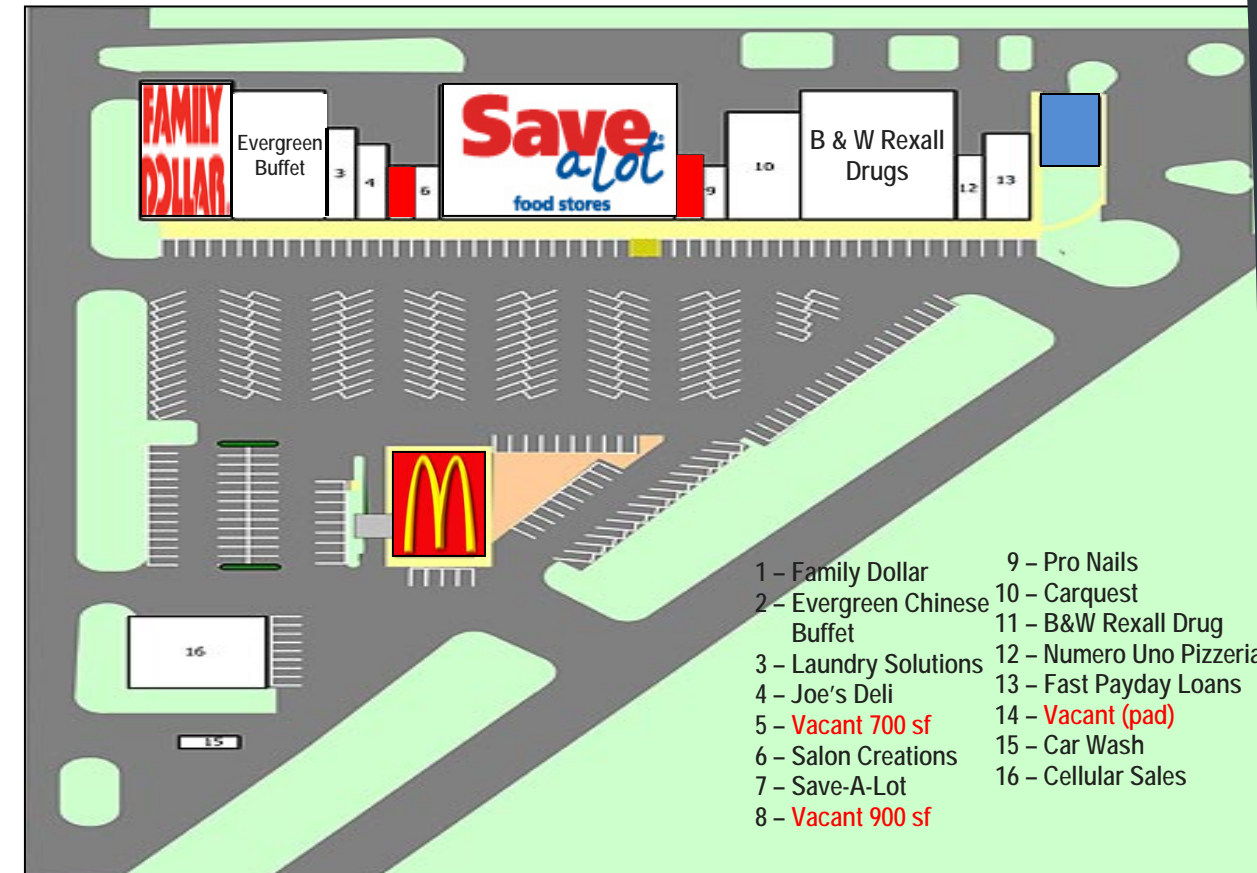 FAMILY
DOLLAR.
Evergreen
Buffet
3
4
6
Save
a lot
food stores
9
10
B & W Rexall
Drugs
12
13
M
16
15
1 – Family Dollar
2 – Evergreen Chinese
Buffet
3 – Laundry Solutions
4 – Joe's Deli
5 – Vacant 700 sf
6 – Salon Creations
7 – Save-A-Lot
8 – Vacant 900 sf
9 – Pro Nails
10 – Carquest
11 – B&W Rexall Drug
12 – Numero Uno Pizzeria
13 – Fast Payday Loans
14 – Vacant (pad)
15 – Car Wash
16 – Cellular Sales